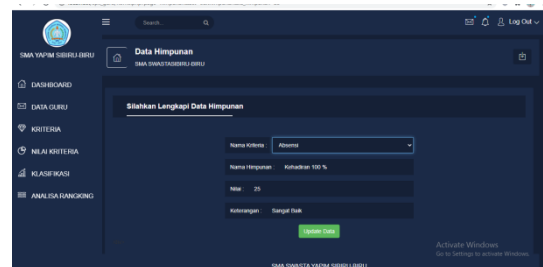 Search...
Log Out
SMA YAPIM SIBIRU-BIRU
Data Himpunan
SMA SWASTASIBIRU-BIRU
DASHBOARD
DATA GURU
KRITERIA
NILAI KRITERIA
KLASIFIKASI
ANALISA RANGKING
Silahkan Lengkapi Data Himpunan
Nama Kriteria : Absensi
Nama Himpunan : Kehadiran 100 %
Nilai : 25
Keterangan : Sangat Baik
Update Data
Activate Windows
Go to Settings to activate Windows.
SMA SWASTA YAPIM SIBIRU-BIRU